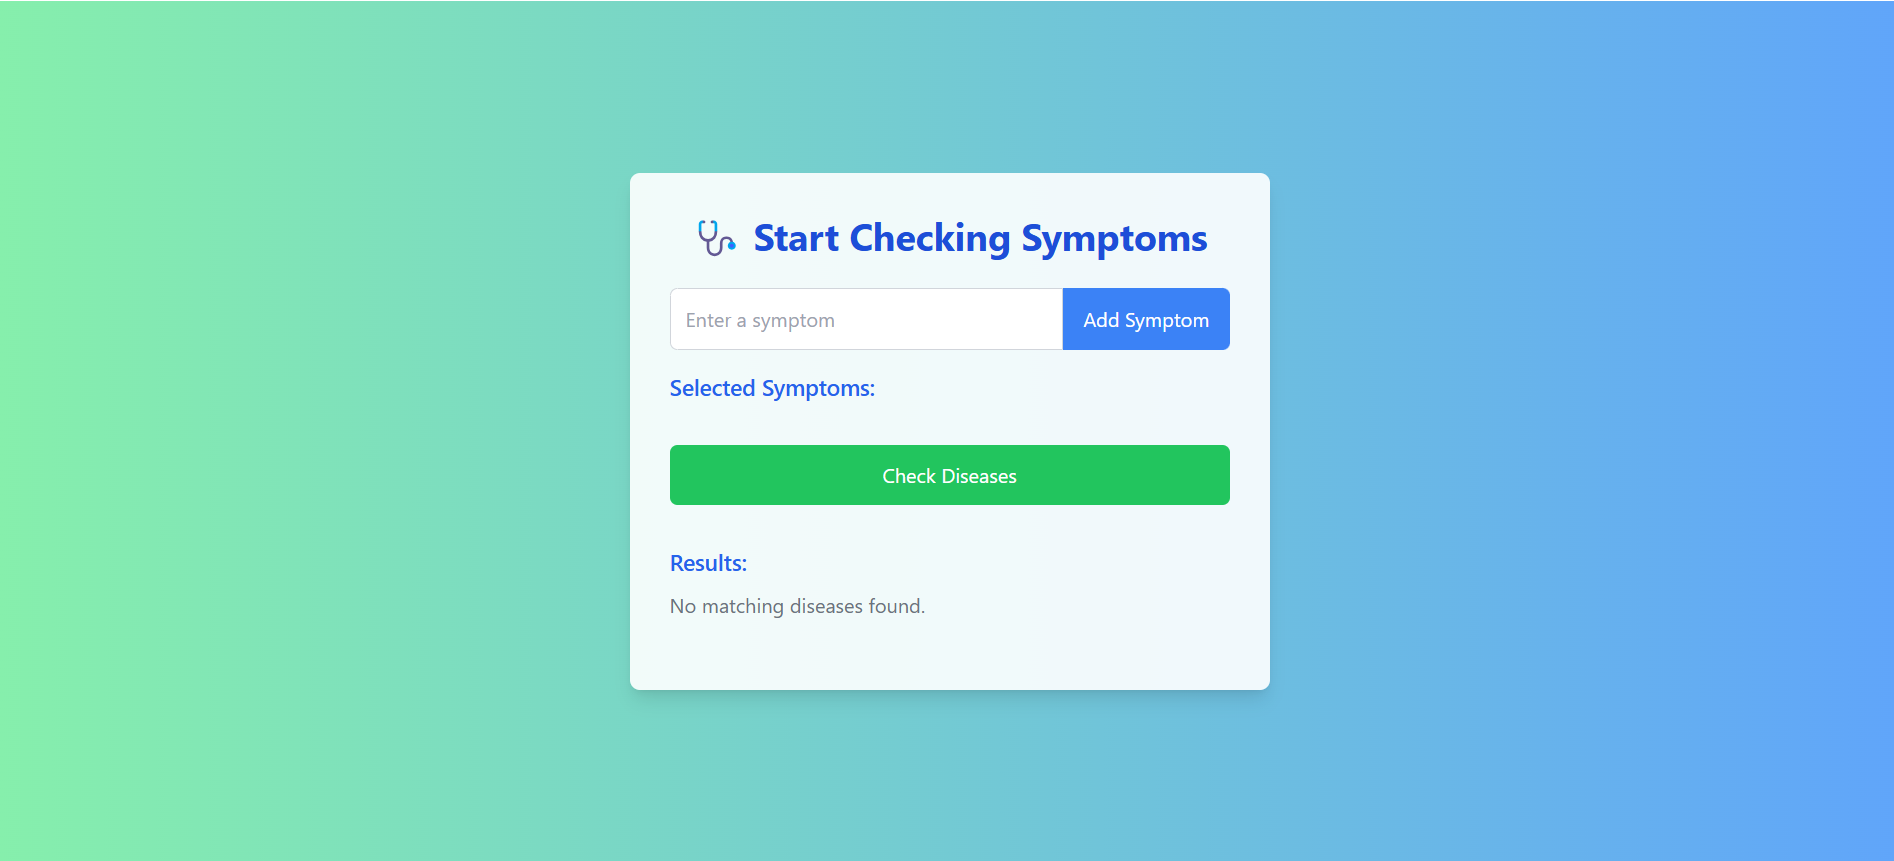 Start Checking Symptoms
Enter a symptom
Add Symptom
Selected Symptoms:
Check Diseases
Results:
No matching diseases found.